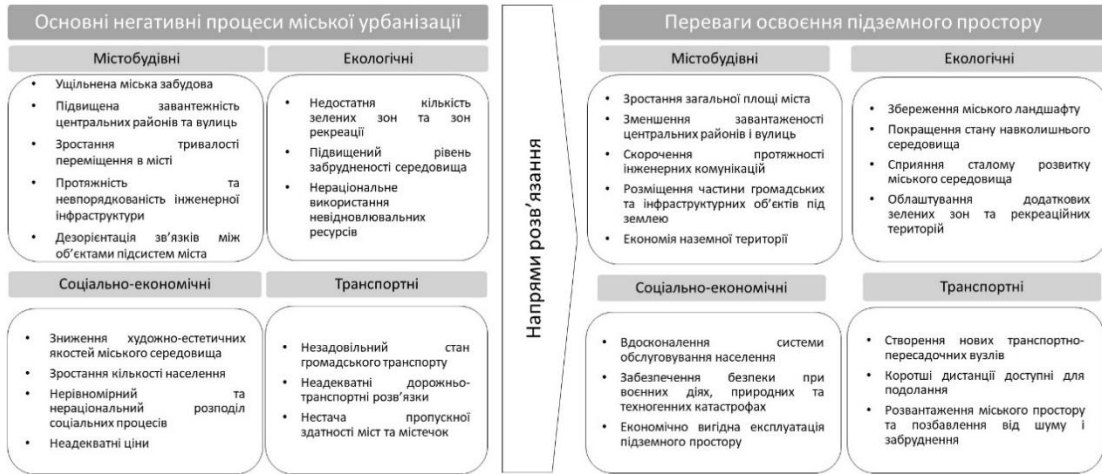 Основні негативні процеси міської урбанізації
Містобудівні
• Ущільнена міська забудова
• Підвищена завантежність
центральних районів та вулиць
• Зростання тривалості
переміщення в місті
• Протяжність та
невпорядкованість інженерної
інфраструктури
• Дезорієнтація зв'язків між
об'єктами підсистем міста
Екологічні
• Недостатня кількість
зелених зон та зон
рекреації
• Підвищений рівень
забрудненості середовища
• Нераціональне
використання
невідновлювальних
ресурсів
Соціально-економічні
• Зниження художно-естетичних
якостей міського середовища
• Зростання кількості населення
• Нерівномірний та
нераціональний розподіл
соціальних процесів
• Неадекватні ціни
Транспортні
• Незадовільний стан
громадського транспорту
• Неадекватні дорожньо-
транспортні розв'язки
• Нестача пропускної
здатності міст та містечок
Напрями розв'язання
Переваги освоєння підземного простору
Містобудівні
• Зростання загальної площі міста
• Зменшення завантаженості
центральних районів і вулиць
• Скорочення протяжності
інженерних комунікацій
• Розміщення частини громадських
та інфраструктурних об'єктів під
землею
• Економія наземної території
Екологічні
• Збереження міського ландшафту
• Покращення стану навколишнього
середовища
• Сприяння сталому розвитку
міського середовища
• Облаштування додаткових
зелених зон та рекреаційних
територій
Соціально-економічні
• Вдосконалення системи
обслуговування населення
• Забезпечення безпеки при
воєнних діях, природних та
техногенних катастрофах
• Економічно вигідна експлуатація
підземного простору
Транспортні
• Створення нових транспортно-
пересадочних вузлів
• Коротші дистанції доступні для
подолання
• Розвантаження міського простору
та позбавлення від шуму і
забруднення